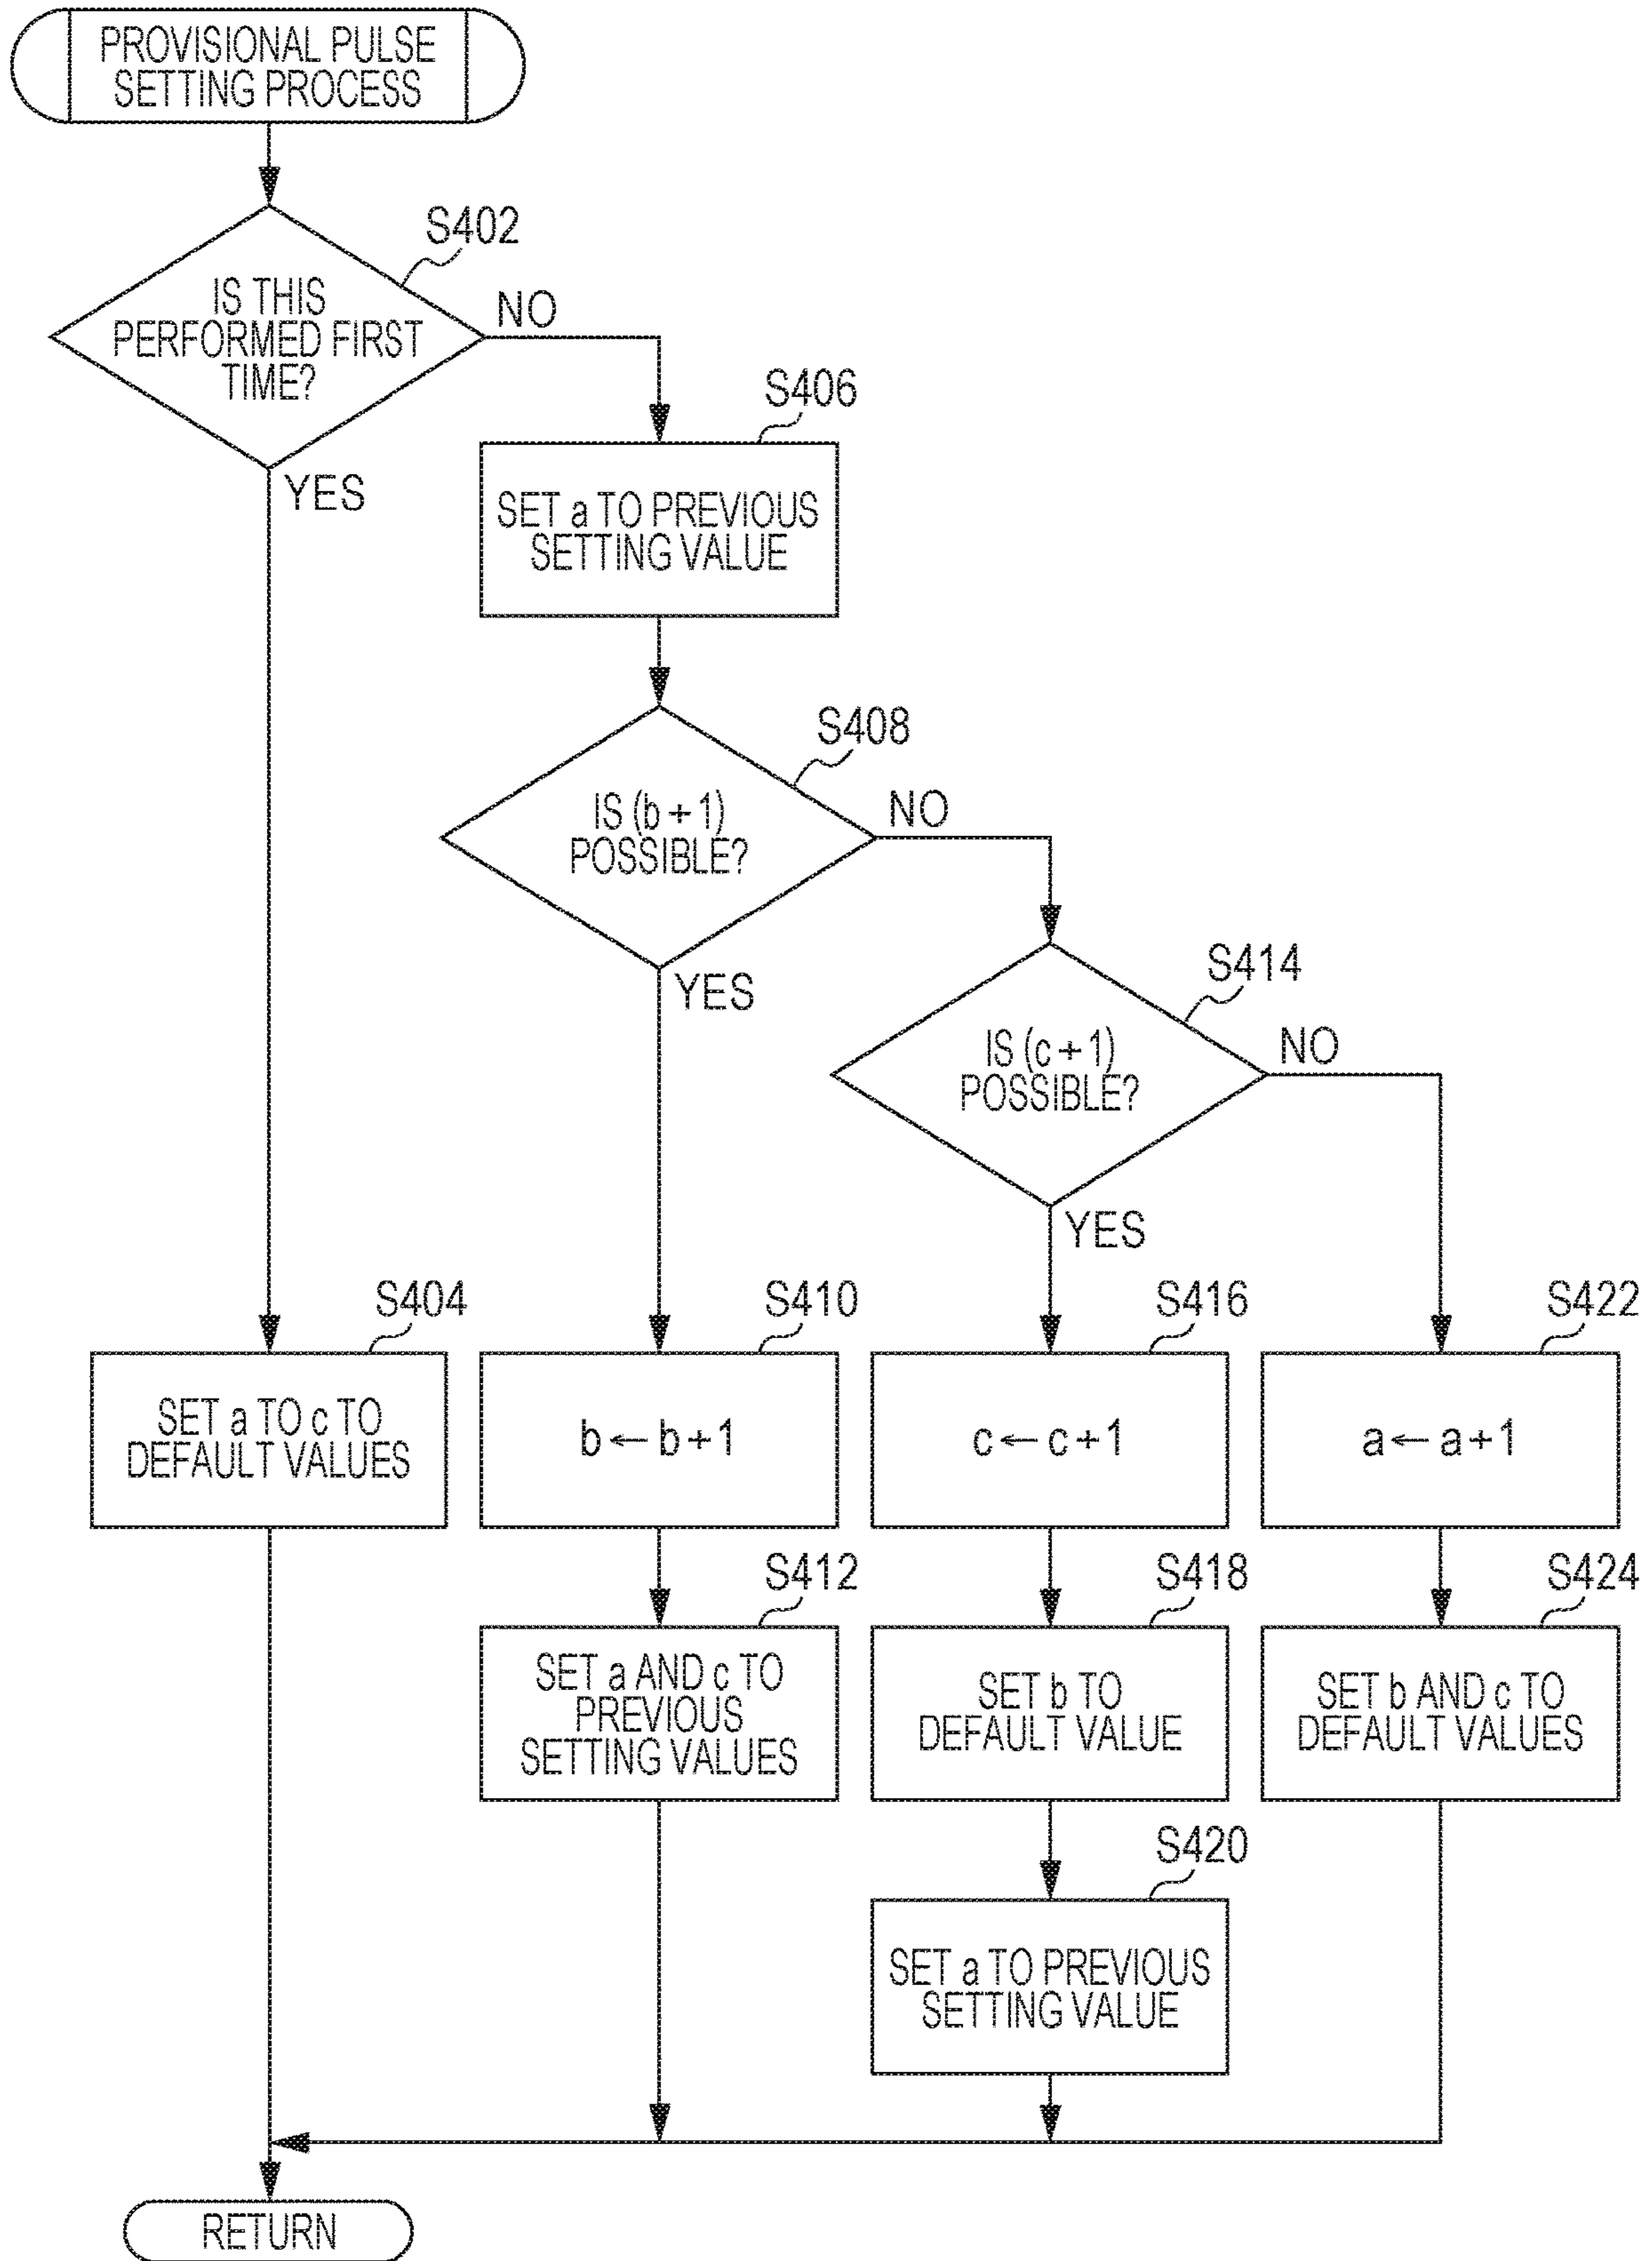 PROVISIONAL PULSE
SETTING PROCESS
S402
IS THIS
PERFORMED FIRST
TIME?
NO
YES
S406
SET a TO PREVIOUS
SETTING VALUE
S408
IS (b + 1)
POSSIBLE?
NO
YES
S414
IS (c + 1)
POSSIBLE?
NO
YES
S404
SET a TO c TO
DEFAULT VALUES
S410
b ← b + 1
S416
c ← c + 1
S422
a ← a + 1
S412
SET a AND c TO
PREVIOUS
SETTING VALUES
S418
SET b TO
DEFAULT VALUE
S424
SET b AND c TO
DEFAULT VALUES
S420
SET a TO PREVIOUS
SETTING VALUE
RETURN